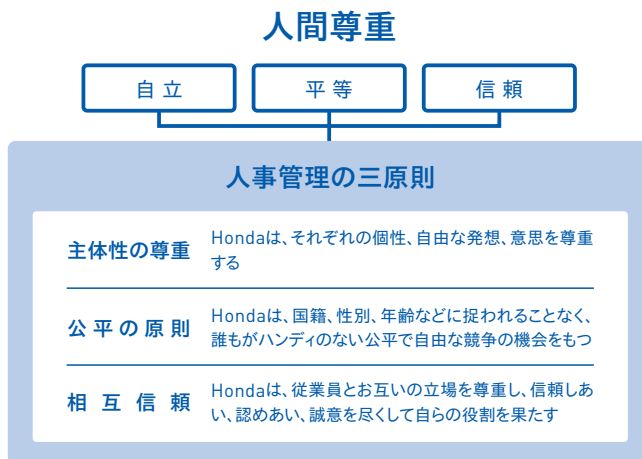 人間尊重
自立
平等
信頼
人事管理の三原則
主体性の尊重
Hondaは、それぞれの個性、自由な発想、意思を尊重
する
公平の原則
Hondaは、国籍、性別、年齢などに捉われることなく、
誰もがハンディのない公平で自由な競争の機会をもつ
相互信頼
Hondaは、従業員とお互いの立場を尊重し、信頼しあ
い、認めあい、誠意を尽くして自らの役割を果たす